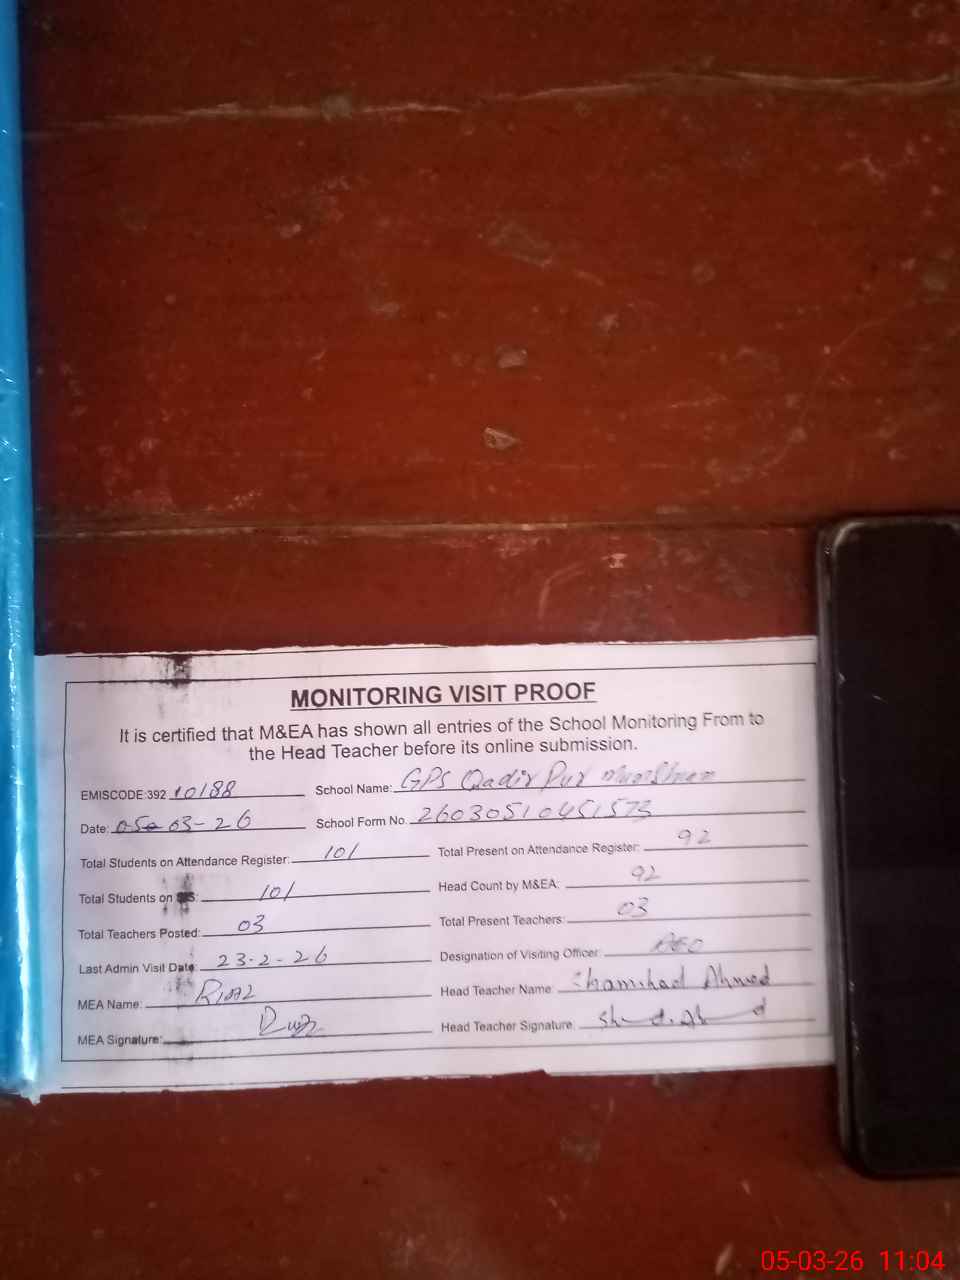 MONITORING VISIT PROOF
It is certified that M&EA has shown all entries of the School Monitoring From to
the Head Teacher before its online submission.
EMISCODE:392 10188 School Name: GPS Qadir Pur
Date: 05-03-26 School Form No. 26030510451573
Total Students on Attendance Register: 101 Total Present on Attendance Register: 92
Total Students on SIS: 101 Head Count by M&EA: 92
Total Teachers Posted: 03 Total Present Teachers: 03
Last Admin Visit Date: 23-2-26 Designation of Visiting Officer: AEO
MEA Name: Riaz Head Teacher Name: Shamshad Ahmed
MEA Signature: Head Teacher Signature:
05-03-26 11:04